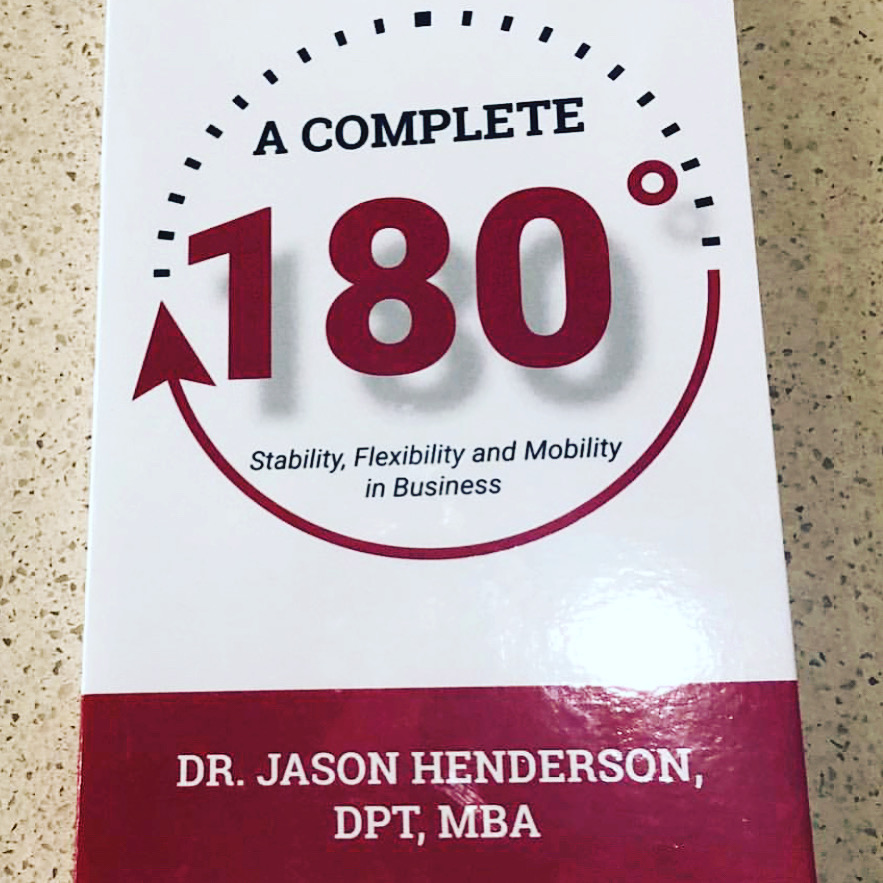 A COMPLETE
180°
Stability, Flexibility and Mobility
in Business
DR. JASON HENDERSON,
DPT, MBA